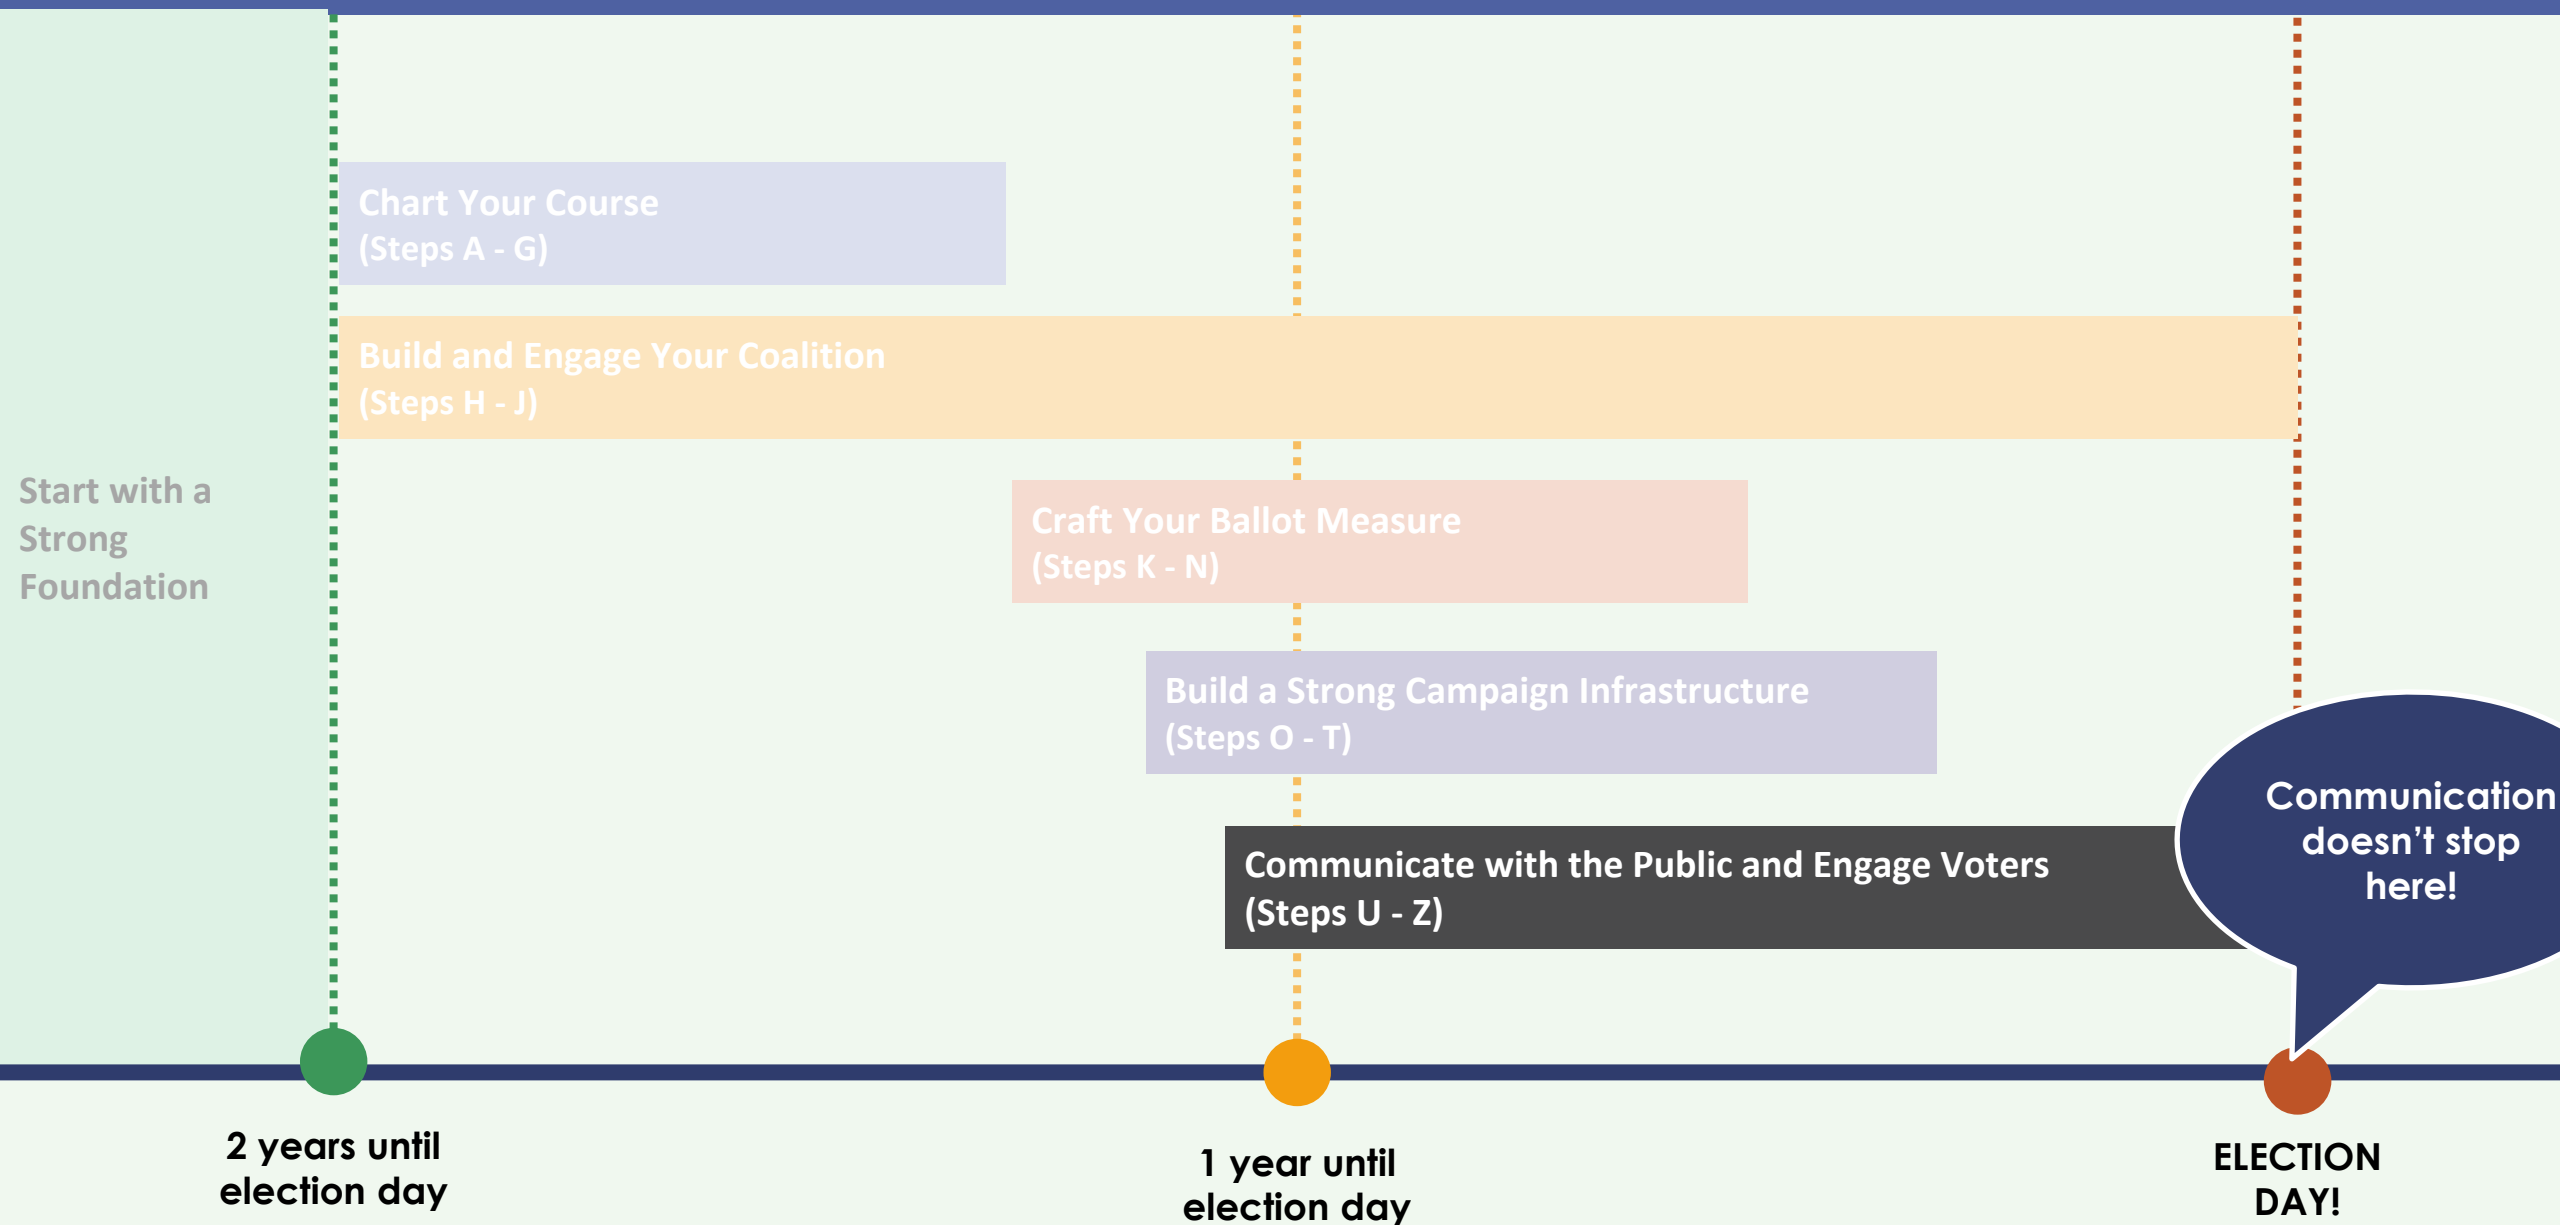 Chart Your Course
(Steps A - G)
Build and Engage Your Coalition
(Steps H - J)
Start with a
Strong
Foundation
Craft Your Ballot Measure
(Steps K - N)
Build a Strong Campaign Infrastructure
(Steps O - T)
Communicate with the Public and Engage Voters
(Steps U - Z)
Communication
doesn't stop
here!
2 years until
election day
1 year until
election day
ELECTION
DAY!